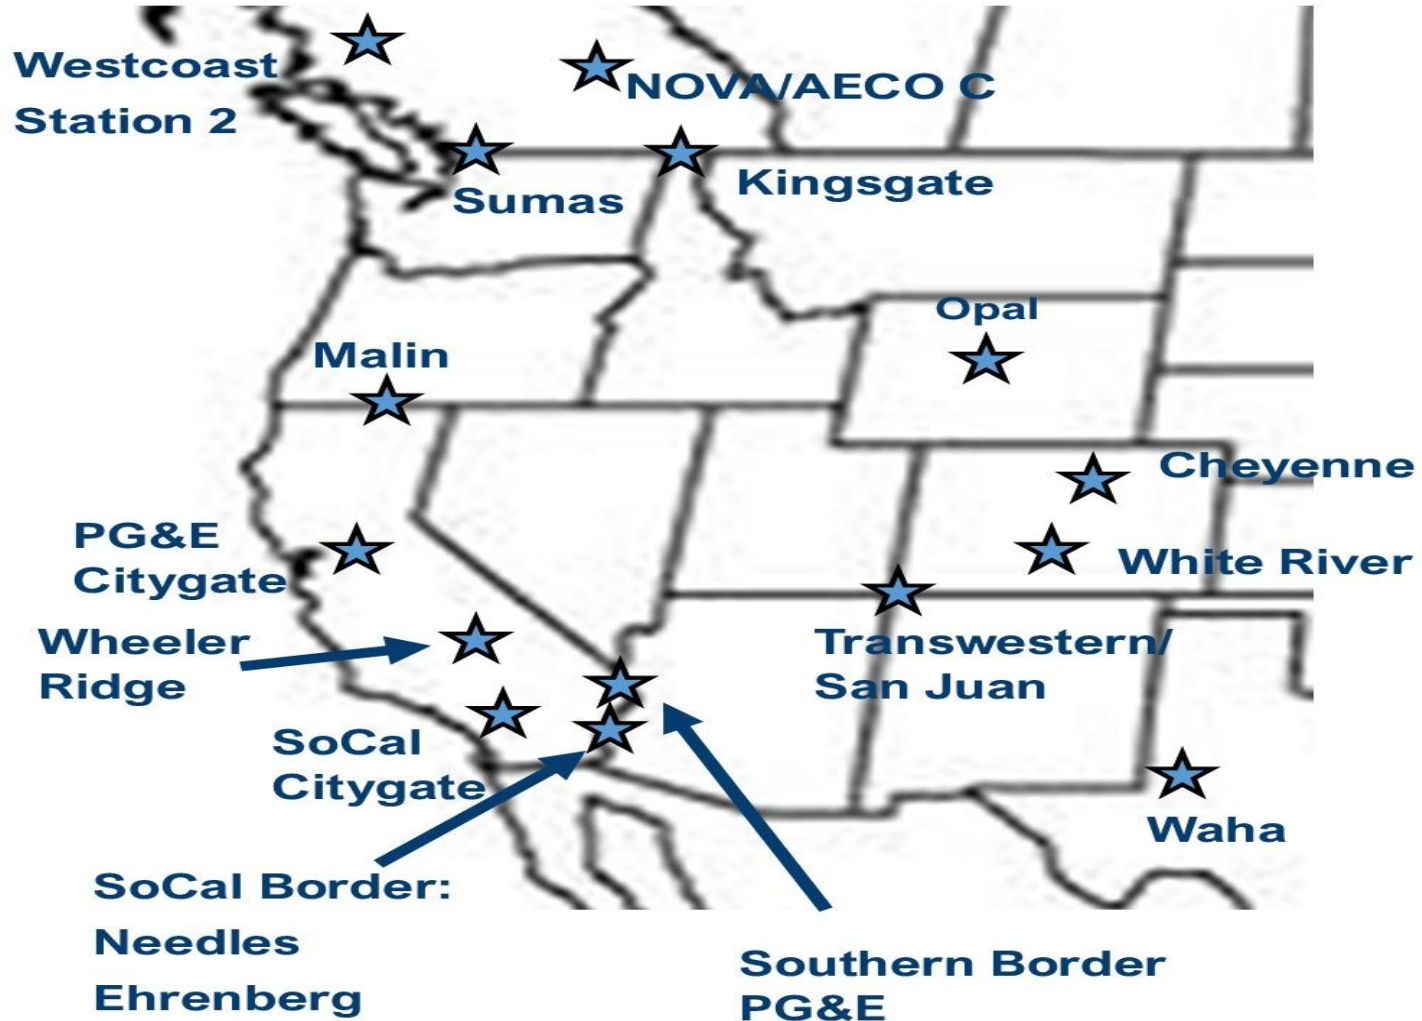 Westcoast
Station 2
NOVA/AECO C
Sumas
Kingsgate
Opal
Malin
Cheyenne
PG&E
Citygate
White River
Wheeler
Ridge
Transwestern/
San Juan
SoCal
Citygate
Waha
SoCal Border:
Needles
Ehrenberg
Southern Border
PG&E